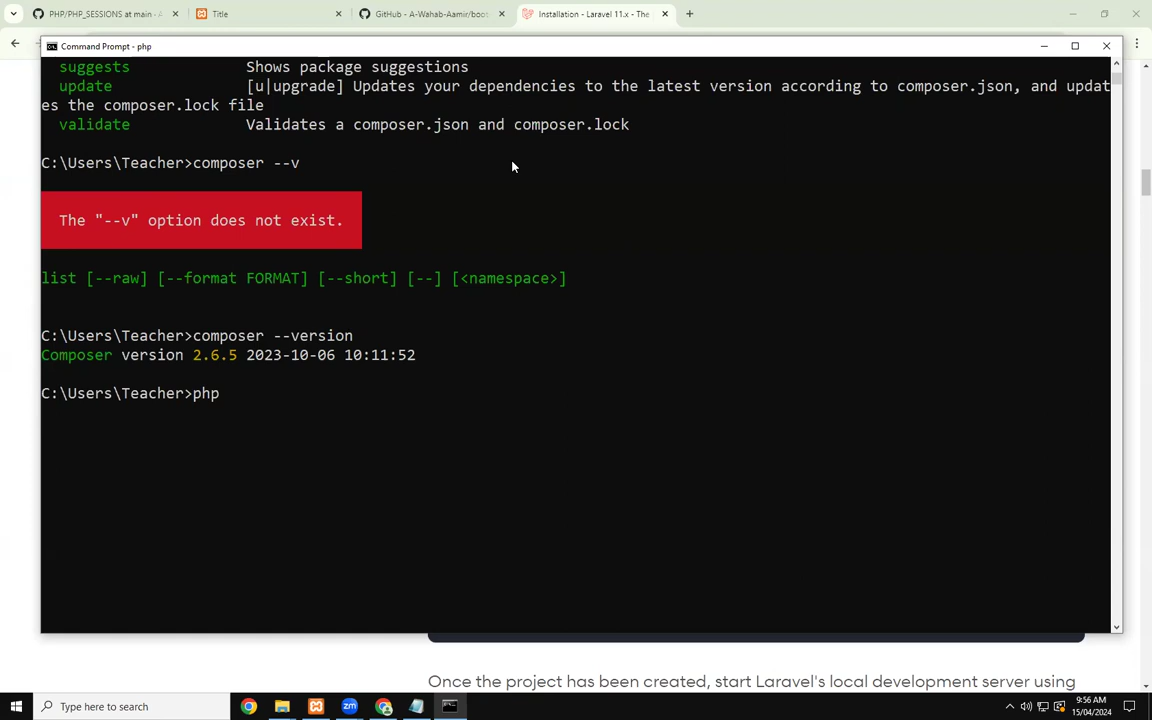 PHP/PHP_SESSIONS at main · A
Title
GitHub - A-Wahab-Aamir/boo
Installation - Laravel 11.x - The
Command Prompt - php
suggests Shows package suggestions
update [u|upgrade] Updates your dependencies to the latest version according to composer.json, and updat
es the composer.lock file
validate Validates a composer.json and composer.lock
C:\Users\Teacher>composer --v
The "--v" option does not exist.
list [--raw] [--format FORMAT] [--short] [--] [<namespace>]
C:\Users\Teacher>composer --version
Composer version 2.6.5 2023-10-06 10:11:52
C:\Users\Teacher>php
Once the project has been created, start Laravel's local development server using
Type here to search
zm
9:56 AM
15/04/2024